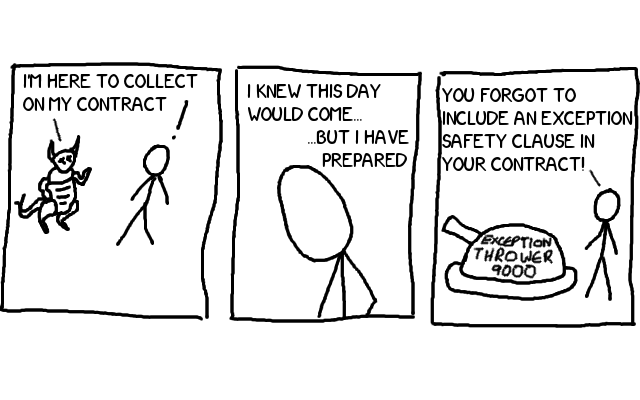 I'M HERE TO COLLECT
ON MY CONTRACT
!
I KNEW THIS DAY
WOULD COME...
...BUT I HAVE
PREPARED
YOU FORGOT TO
INCLUDE AN EXCEPTION
SAFETY CLAUSE IN
YOUR CONTRACT!
EXCEPTION
THROWER
9000